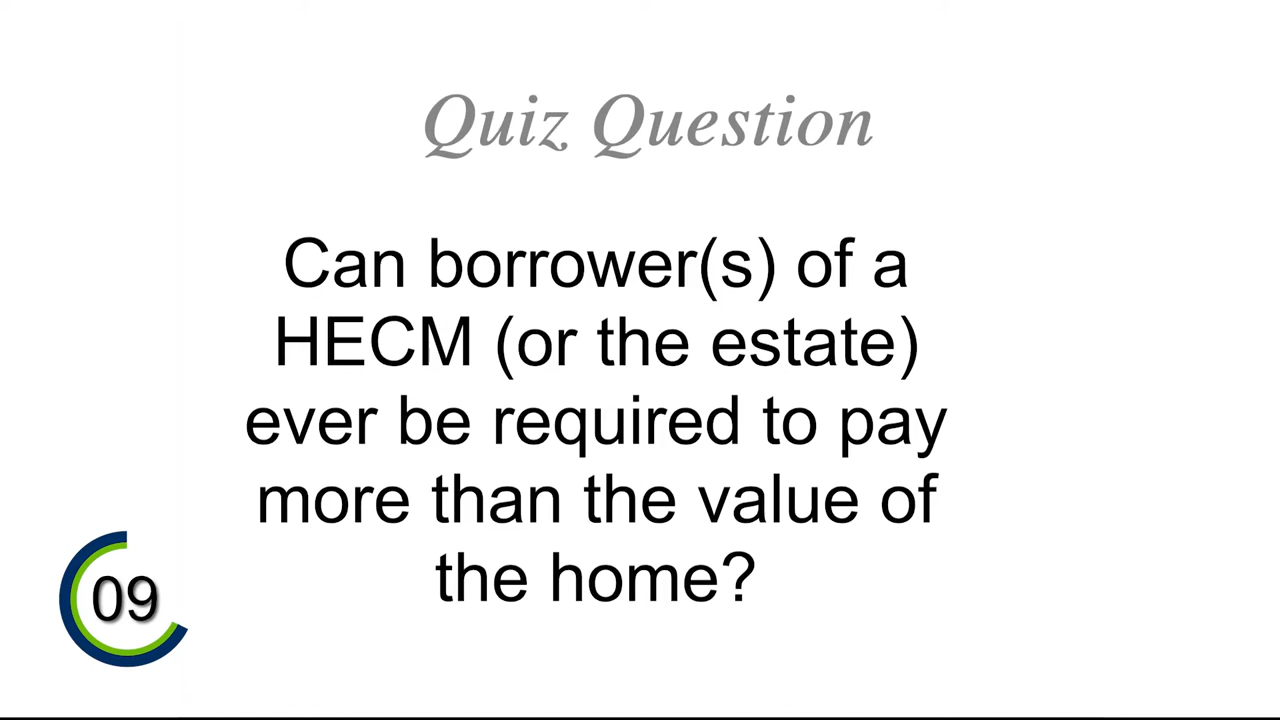 Quiz Question
Can borrower(s) of a
HECM (or the estate)
ever be required to pay
more than the value of
the home?
09